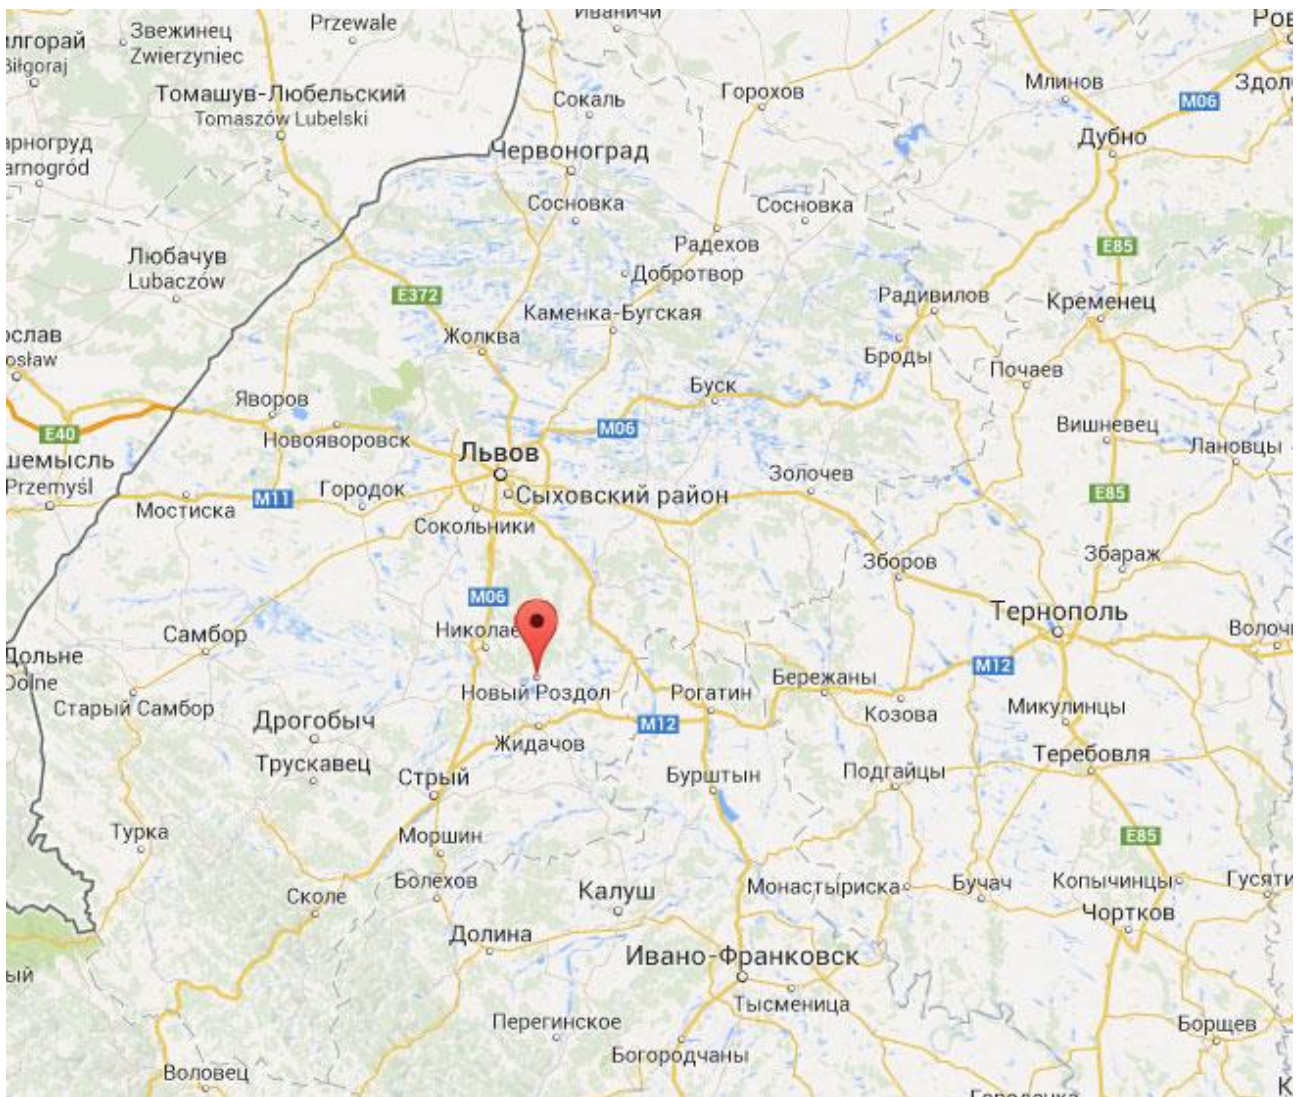 Иваничи
Przewale
Звежинец
Zwierzyniec
Biłgoraj
Млинов
M06
Томашув-Любельский
Tomaszów Lubelski
Сокаль
Горохов
Дубно
Червоноград
Сосновка
Сосновка
Радехов
E85
Любачув
Lubaczów
Добротвор
E372
Радивилов
Кременец
Каменка-Бугская
Жолква
Броды
Почаев
Буск
Яворов
Новояворовск
M06
Вишневец
Лановцы
E40
Львов
Золочев
Przemyśl
M11
Городок
Сыховский район
E85
Мостиска
Сокольники
Зборов
Збараж
M06
Тернополь
Самбор
Дольне
Dolne
Новый Роздол
Рогатин
Бережаны
M12
Старый Самбор
Дрогобыч
M12
Козова
Микулинцы
Жидачов
Трускавец
Стрый
Бурштын
Подгайцы
Теребовля
Турка
Моршин
E85
Болехов
Сколе
Калуш
Монастыриска
Бучач
Копычинцы
Чортков
Долина
Ивано-Франковск
Тысменица
Перегинское
Богородчаны
Борщев
Воловец